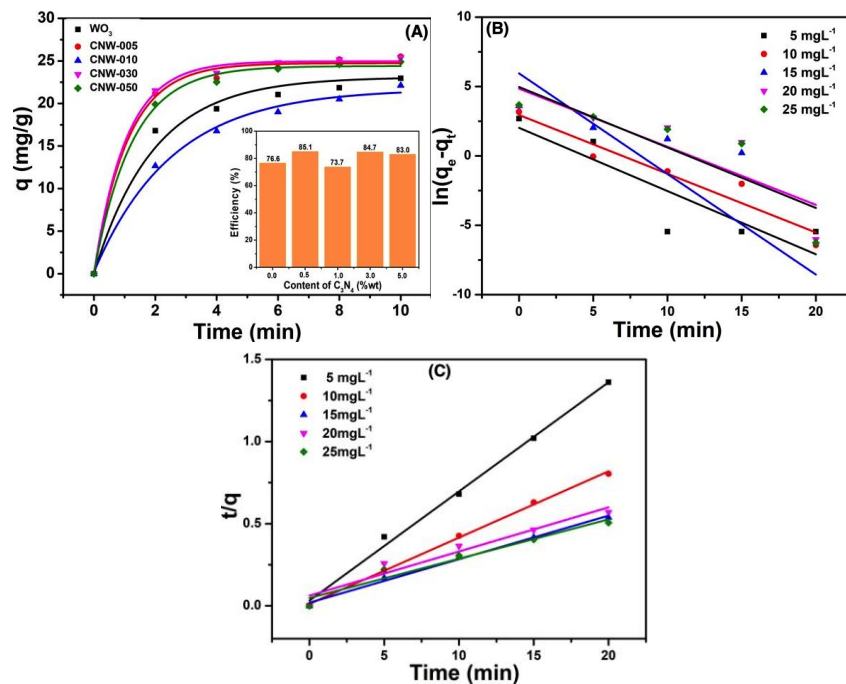 (A)
WO₃
CNW-005
CNW-010
CNW-030
CNW-050
q (mg/g)
30
25
20
15
10
5
0
0 2 4 6 8 10
Time (min)
Efficiency (%)
100
80
60
40
20
0
76.6 85.1 73.7 84.7 83.0
0.0 0.5 1.0 3.0 5.0
Content of C₃N₄ (%wt)
(B)
5 mgL⁻¹
10 mgL⁻¹
15 mgL⁻¹
20 mgL⁻¹
25 mgL⁻¹
ln(qₑ-qₜ)
10
5
0
-5
-10
0 5 10 15 20
Time (min)
(C)
5 mgL⁻¹
10mgL⁻¹
15mgL⁻¹
20mgL⁻¹
25mgL⁻¹
t/q
1.5
1.0
0.5
0.0
0 5 10 15 20
Time (min)